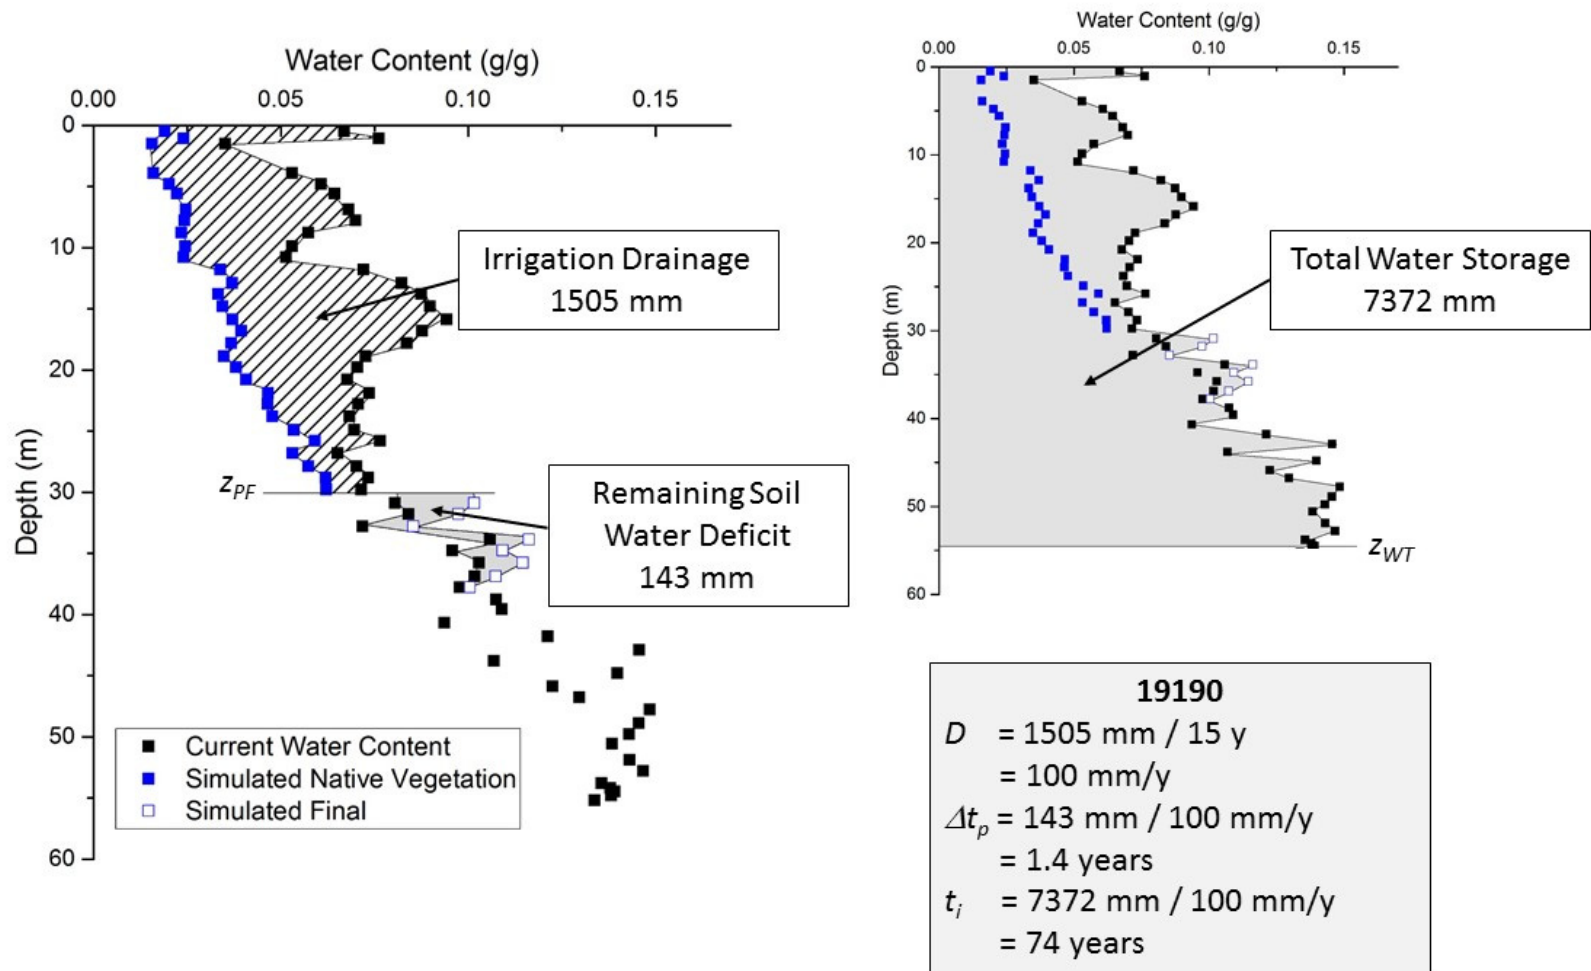 Water Content (g/g)
0.00 0.05 0.10 0.15
0
10
20
30
40
50
60
Depth (m)
Irrigation Drainage
1505 mm
zPF
Remaining Soil
Water Deficit
143 mm
Current Water Content
Simulated Native Vegetation
Simulated Final
Water Content (g/g)
0.00 0.05 0.10 0.15
0
10
20
30
40
50
60
Depth (m)
Total Water Storage
7372 mm
zWT
19190
D = 1505 mm / 15 y
= 100 mm/y
Δtp = 143 mm / 100 mm/y
= 1.4 years
ti = 7372 mm / 100 mm/y
= 74 years